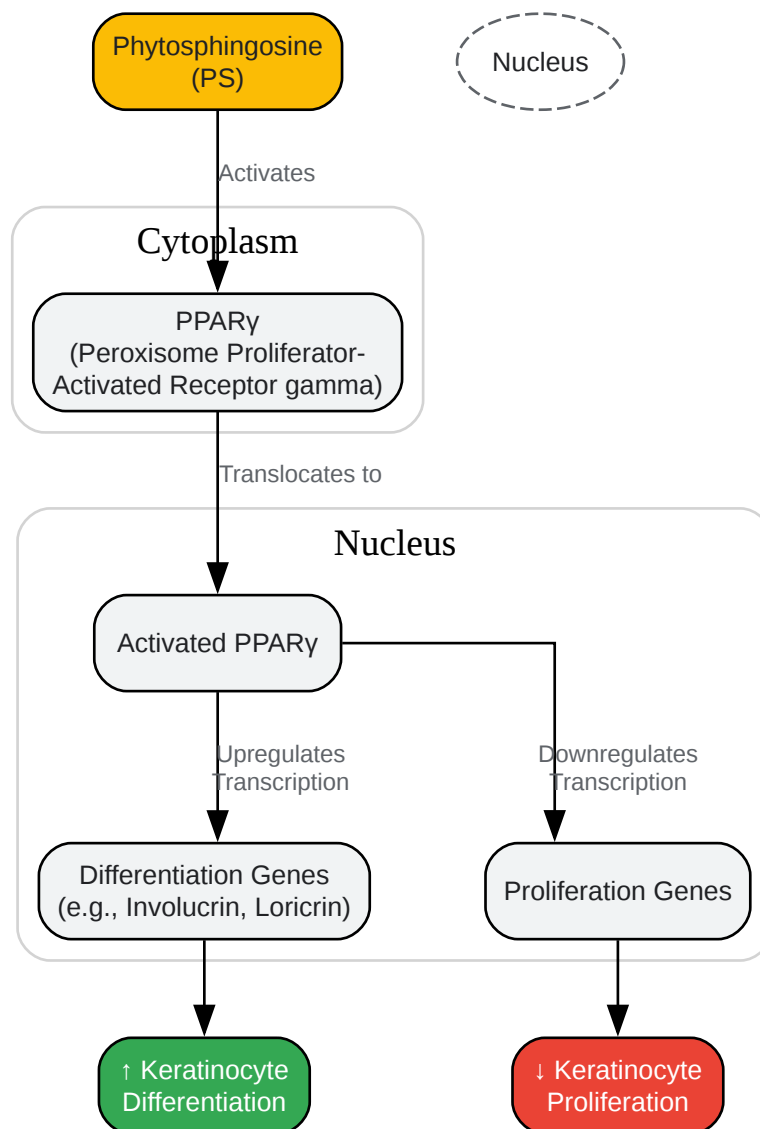 Phytosphingosine
(PS)
Nucleus
Activates
Cytoplasm
PPARγ
(Peroxisome Proliferator-
Activated Receptor gamma)
Translocates to
Nucleus
Activated PPARγ
Upregulates
Transcription
Downregulates
Transcription
Differentiation Genes
(e.g., Involucrin, Loricrin)
Proliferation Genes
↑ Keratinocyte
Differentiation
↓ Keratinocyte
Proliferation